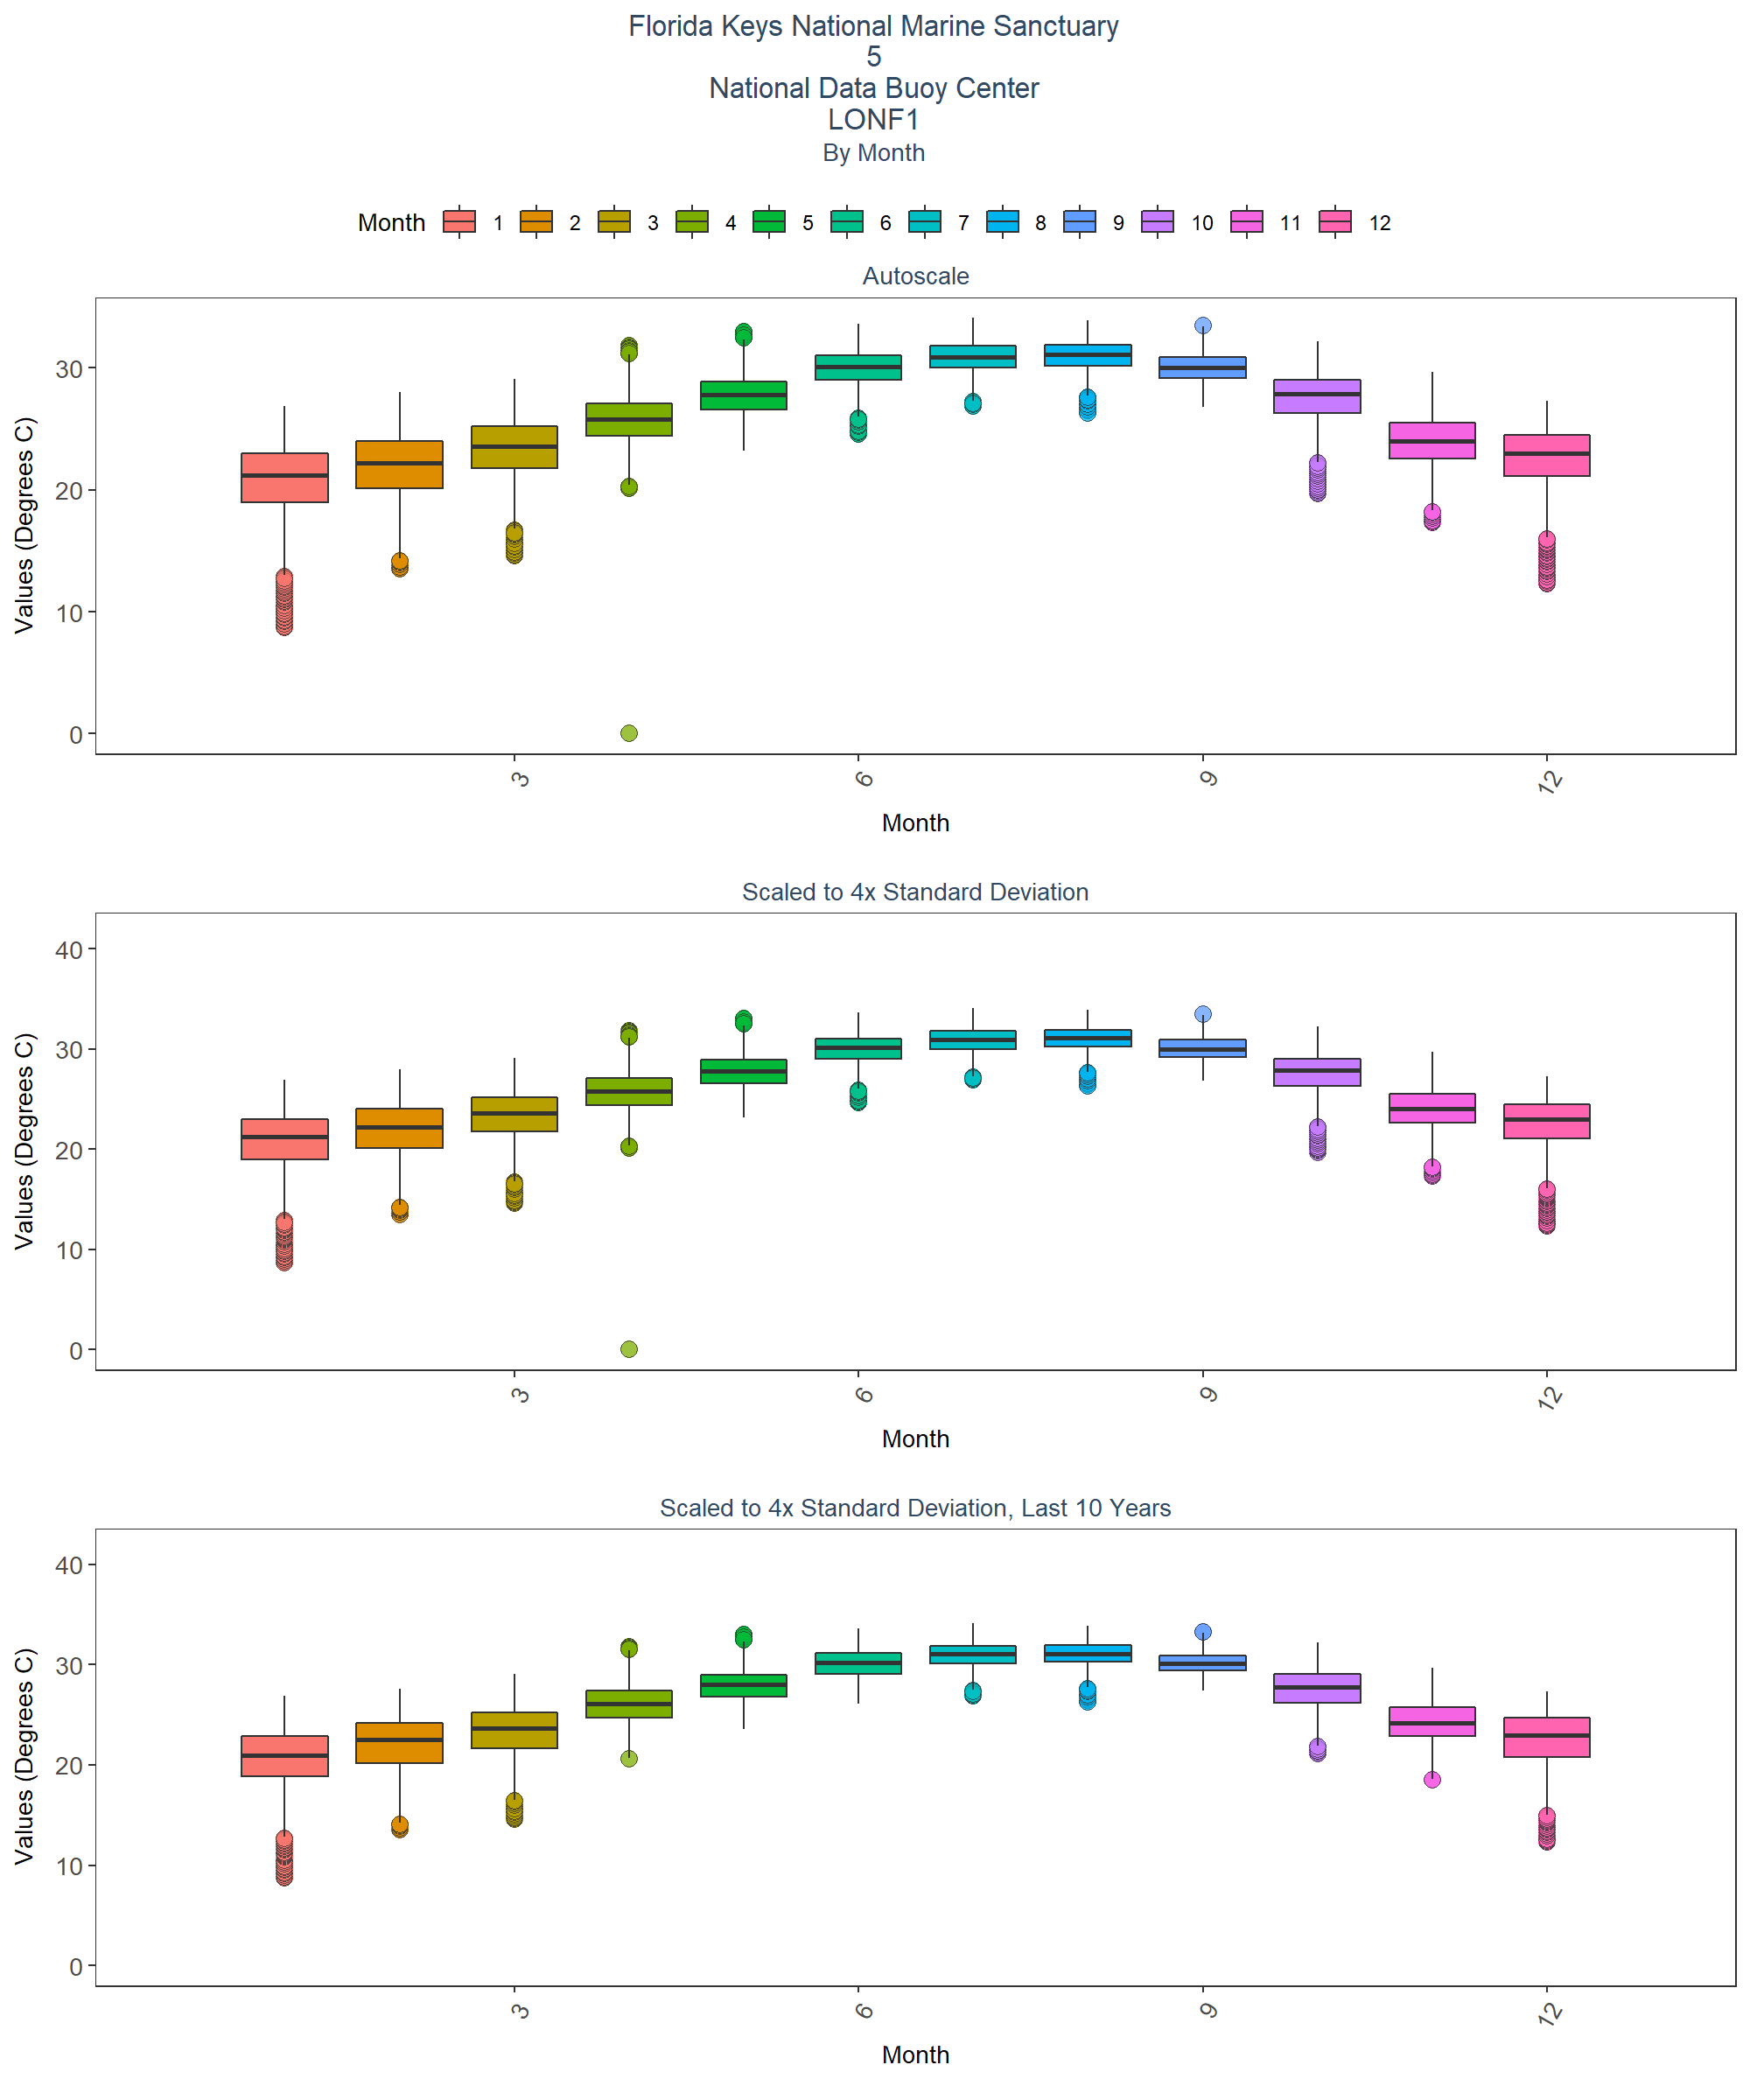 Florida Keys National Marine Sanctuary
5
National Data Buoy Center
LONF1
By Month
Month 1 2 3 4 5 6 7 8 9 10 11 12
Autoscale
Values (Degrees C)
30
20
10
0
3 6 9 12
Month
Scaled to 4x Standard Deviation
Values (Degrees C)
40
30
20
10
0
3 6 9 12
Month
Scaled to 4x Standard Deviation, Last 10 Years
Values (Degrees C)
40
30
20
10
0
3 6 9 12
Month